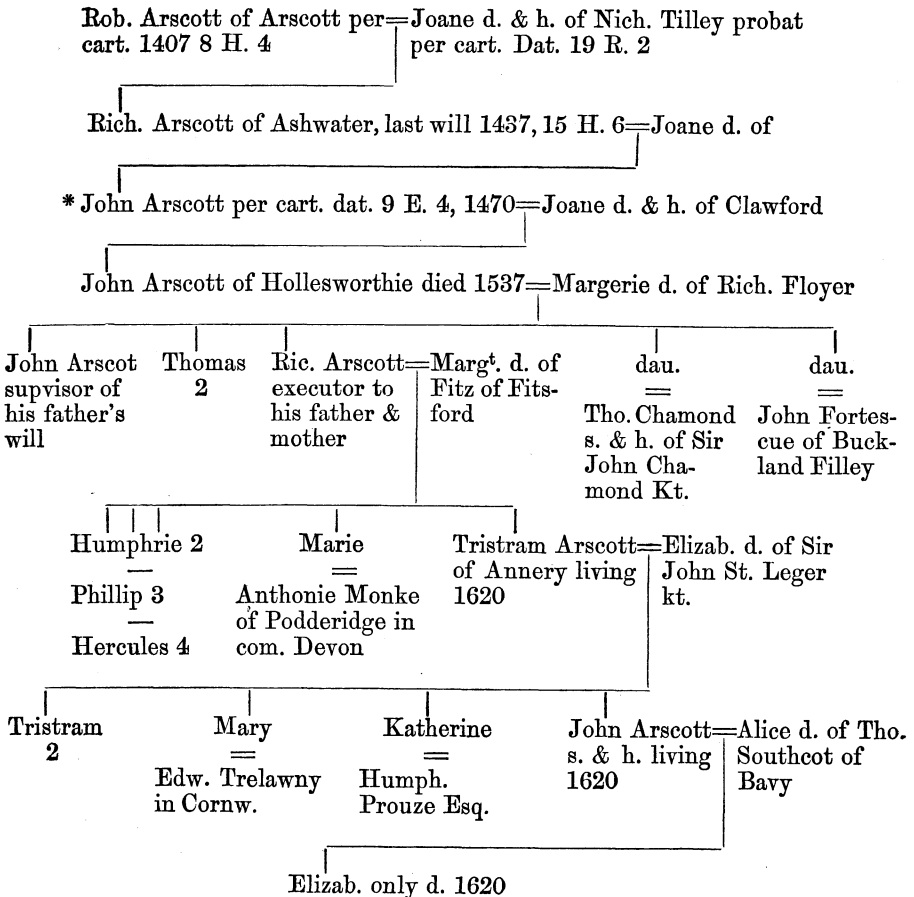 Rob. Arscott of Arscott per=Joane d. & h. of Nich. Tilley probat
cart. 1407 8 H. 4
per cart. Dat. 19 R. 2
Rich. Arscott of Ashwater, last will 1437, 15 H. 6=Joane d. of
* John Arscott per cart. dat. 9 E. 4, 1470=Joane d. & h. of Clawford
John Arscott of Hollesworthie died 1537=Margerie d. of Rich. Floyer
John Arscot
supvisor of
his father's
will
Thomas
2
Ric. Arscott=Margt. d. of
executor to
his father &
mother
Fitz of Fits-
ford
dau.
=
Tho. Chamond
s. & h. of Sir
John Cha-
mond Kt.
dau.
=
John Fortes-
cue of Buck-
land Filley
Humphrie 2
—
Phillip 3
—
Hercules 4
Marie
=
Anthonie Monke
of Podderidge in
com. Devon
Tristram Arscott=Elizab. d. of Sir
of Annery living
1620
John St. Leger
kt.
Tristram
2
Mary
=
Edw. Trelawny
in Cornw.
Katherine
=
Humph.
Prouze Esq.
John Arscott=Alice d. of Tho.
s. & h. living
1620
Southcot of
Bavy
Elizab. only d. 1620